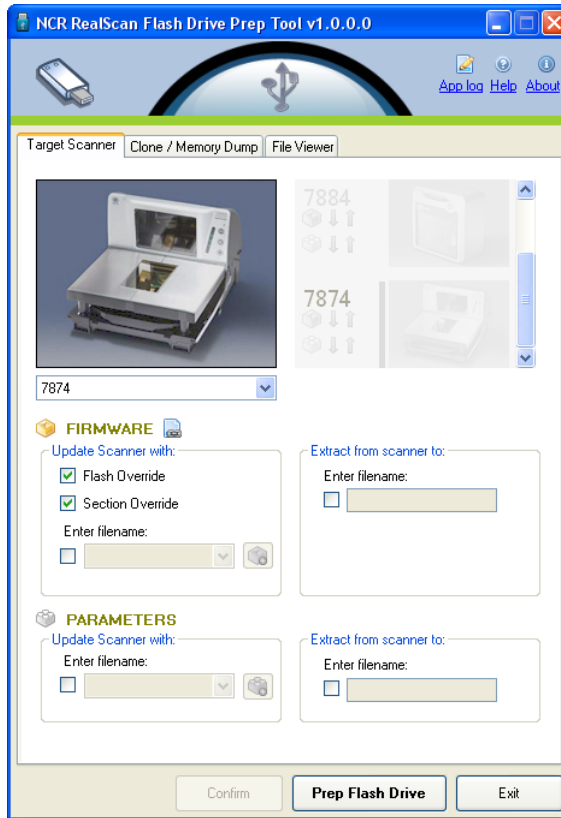 NCR RealScan Flash Drive Prep Tool v1.0.0.0
App log Help About
Target Scanner Clone / Memory Dump File Viewer
7884
7874
7874
FIRMWARE
Update Scanner with:
Flash Override
Section Override
Enter filename:
Extract from scanner to:
Enter filename:
PARAMETERS
Update Scanner with:
Enter filename:
Extract from scanner to:
Enter filename:
Confirm Prep Flash Drive Exit